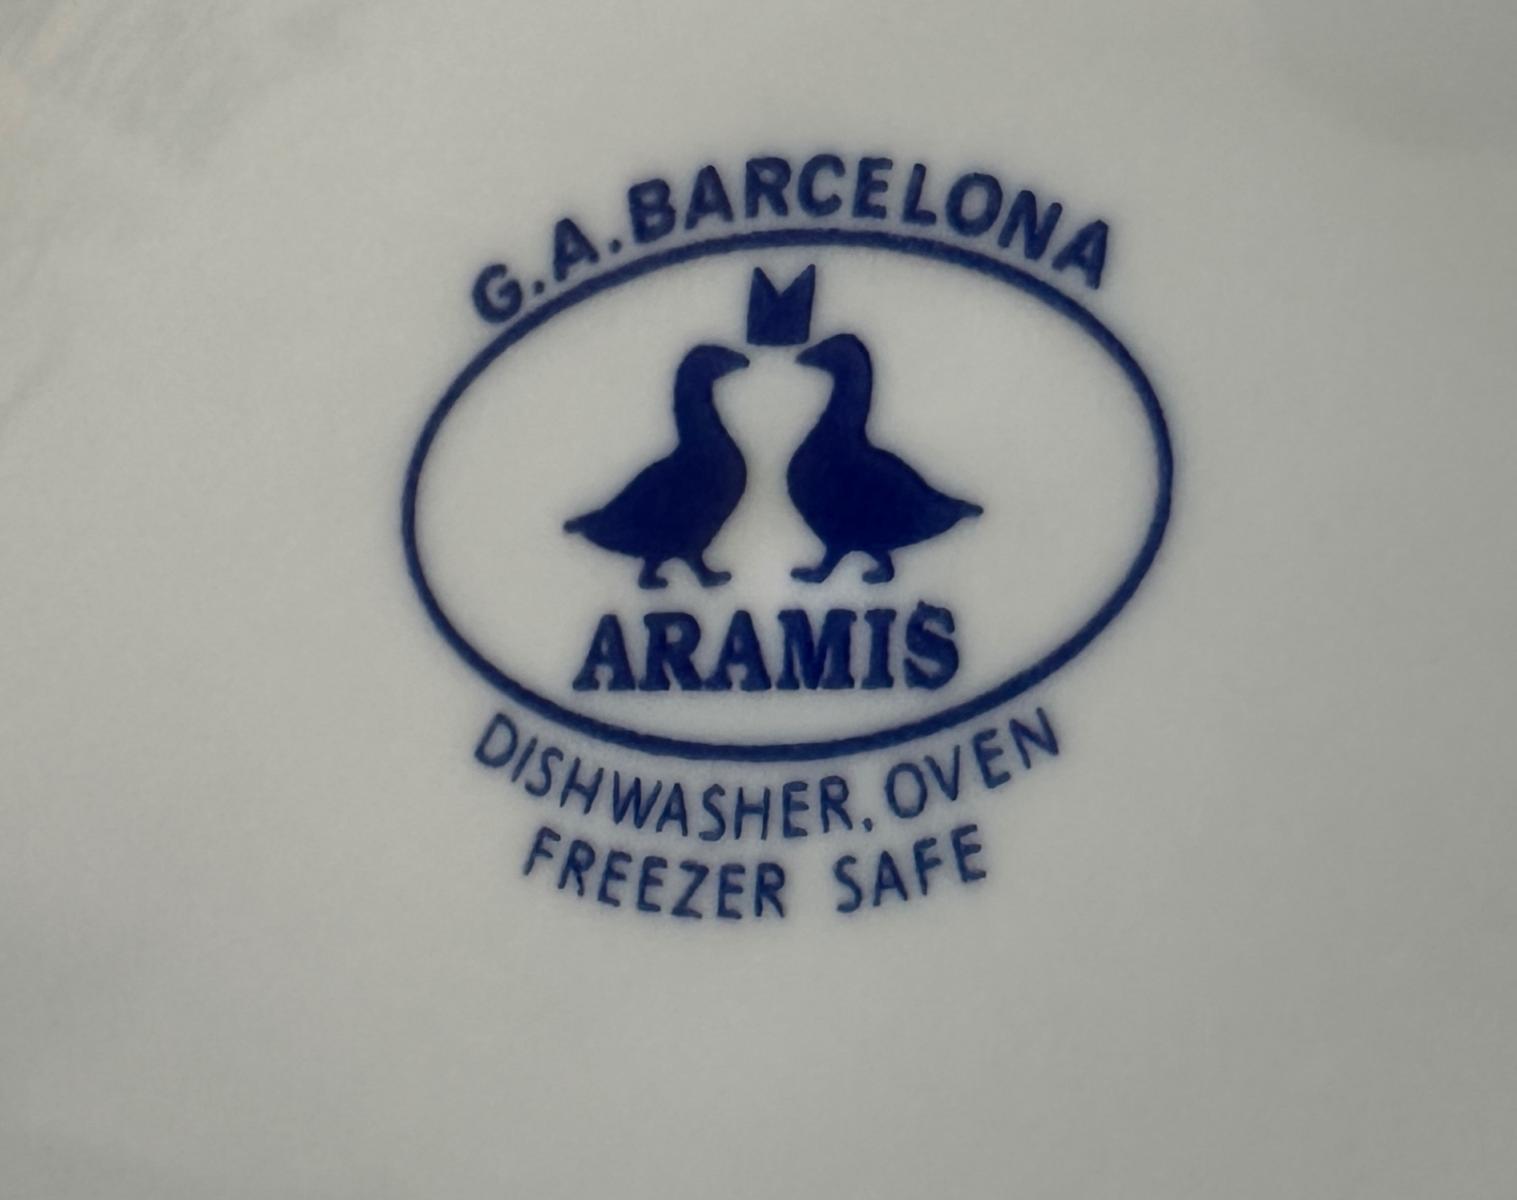 G.A.BARCELONA
ARAMIS
DISHWASHER, OVEN
FREEZER SAFE